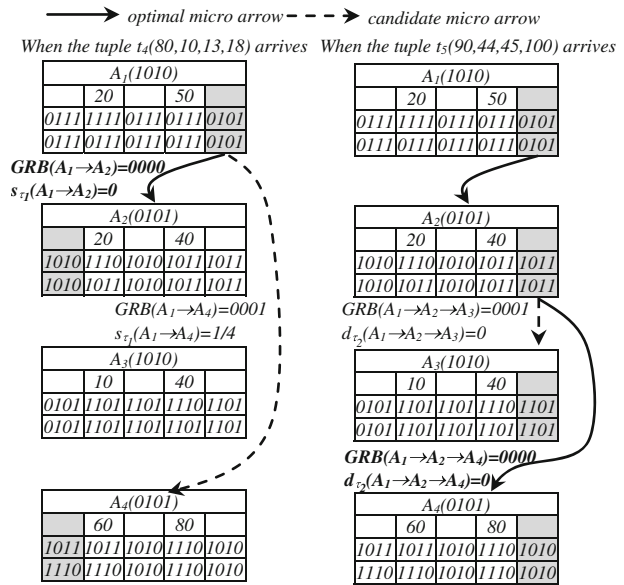 optimal micro arrow
candidate micro arrow
When the tuple t₄(80,10,13,18) arrives
A₁(1010)
20 50
0111 1111 0111 0111 0101
0111 0111 0111 0111 0101
GRB(A₁→A₂)=0000
s_τ₁(A₁→A₂)=0
A₂(0101)
20 40
1010 1110 1010 1011 1011
1010 1011 1010 1011 1011
GRB(A₁→A₄)=0001
s_τ₁(A₁→A₄)=1/4
A₃(1010)
10 40
0101 1101 1101 1110 1101
0101 1101 1101 1101 1101
A₄(0101)
60 80
1011 1011 1010 1110 1010
1110 1110 1010 1110 1010
When the tuple t₅(90,44,45,100) arrives
A₁(1010)
20 50
0111 1111 0111 0111 0101
0111 0111 0111 0111 0101
A₂(0101)
20 40
1010 1110 1010 1011 1011
1010 1011 1010 1011 1011
GRB(A₁→A₂→A₃)=0001
d_τ₂(A₁→A₂→A₃)=0
A₃(1010)
10 40
0101 1101 1101 1110 1101
0101 1101 1101 1101 1101
GRB(A₁→A₂→A₄)=0000
d_τ₂(A₁→A₂→A₄)=0
A₄(0101)
60 80
1011 1011 1010 1110 1010
1110 1110 1010 1110 1010